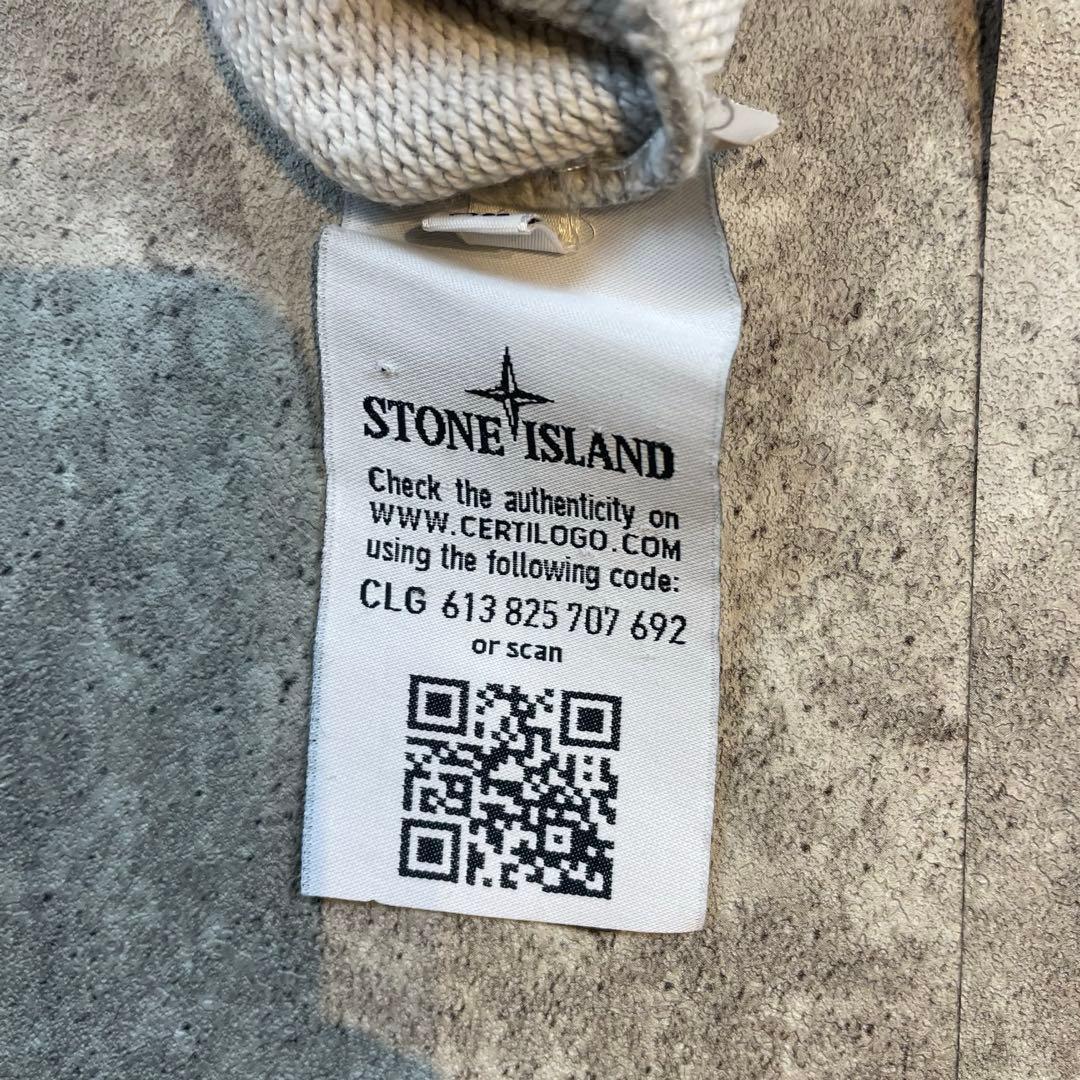 STONE ISLAND
Check the authenticity on
WWW.CERTILOGO.COM
using the following code:
CLG 613 825 707 692
or scan